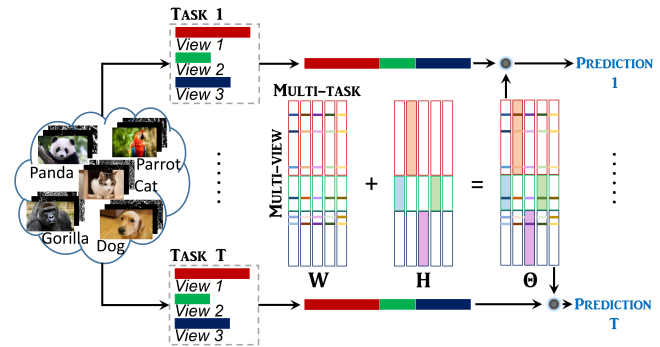 TASK 1
View 1
View 2
View 3
PREDICTION
1
MULTI-TASK
MULTI-VIEW
Panda
Parrot
Cat
Gorilla
Dog
+
=
W
H
Θ
TASK T
View 1
View 2
View 3
PREDICTION
T